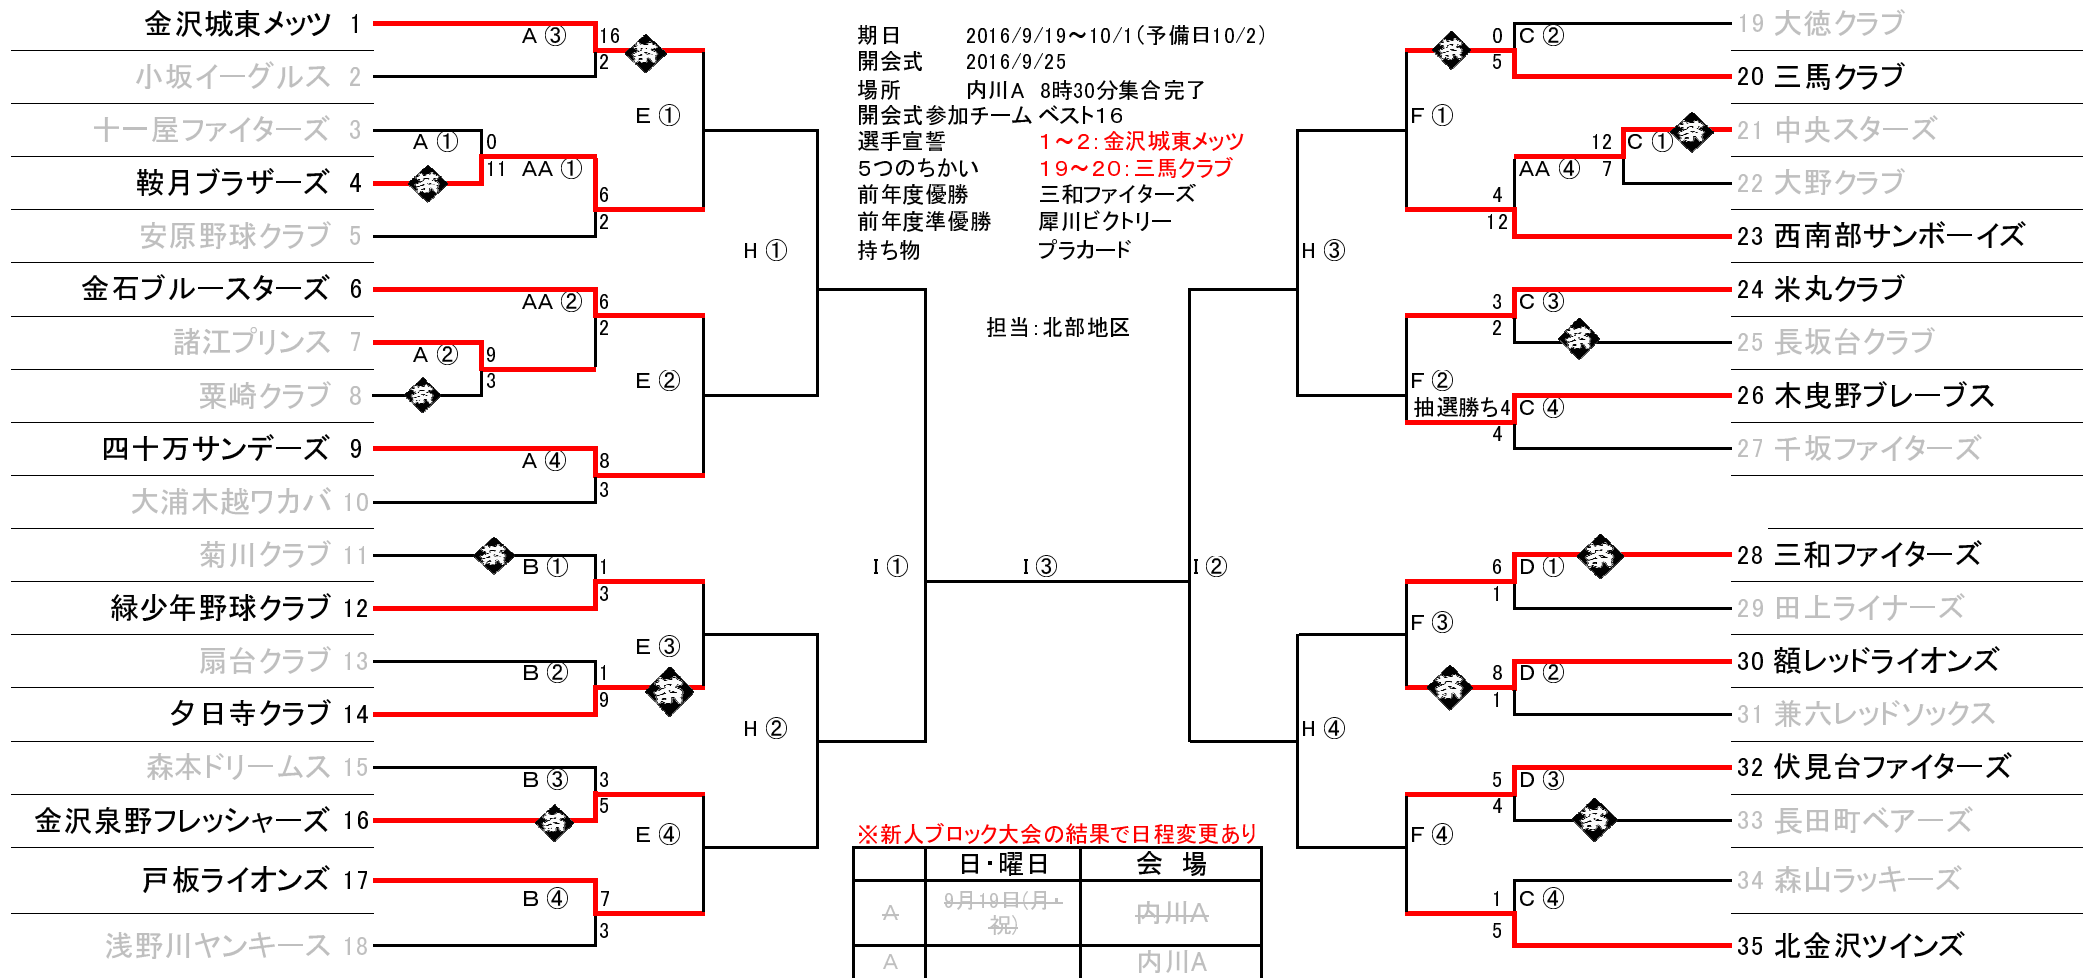 金沢城東メッツ 1
小坂イーグルス 2
十一屋ファイターズ 3
鞍月ブラザーズ 4
安原野球クラブ 5
金石ブルースターズ 6
諸江プリンス 7
粟崎クラブ 8
四十万サンデーズ 9
大浦木越ワカバ 10
菊川クラブ 11
緑少年野球クラブ 12
扇台クラブ 13
夕日寺クラブ 14
森本ドリームス 15
金沢泉野フレッシャーズ 16
戸板ライオンズ 17
浅野川ヤンキース 18
A ③ 16
2
A ① 0
11
AA ① 6
2
AA ② 6
2
A ② 9
3
A ④ 8
3
B ① 1
3
B ② 1
9
B ③ 3
5
B ④ 7
3
E ①
E ②
E ③
E ④
H ①
H ②
I ①
I ③
I ②
期日 2016/9/19～10/1(予備日10/2)
開会式 2016/9/25
場所 内川A 8時30分集合完了
開会式参加チーム ベスト16
選手宣誓 1～2:金沢城東メッツ
5つのちかい 19～20:三馬クラブ
前年度優勝 三和ファイターズ
前年度準優勝 犀川ビクトリー
持ち物 プラカード
担当:北部地区
※新人ブロック大会の結果で日程変更あり
日・曜日 会 場
A 9月19日(月・祝) 内川A
A 内川A
H ③
H ④
F ①
F ②
F ③
F ④
0 C ②
5
12 C ①
7
4 AA ④
12
3 C ③
2
抽選勝ち4 C ④
4
6 D ①
1
8 D ②
1
5 D ③
4
1 C ④
5
19 大徳クラブ
20 三馬クラブ
21 中央スターズ
22 大野クラブ
23 西南部サンボーイズ
24 米丸クラブ
25 長坂台クラブ
26 木曳野ブレーブス
27 千坂ファイターズ
28 三和ファイターズ
29 田上ライナーズ
30 額レッドライオンズ
31 兼六レッドソックス
32 伏見台ファイターズ
33 長田町ベアーズ
34 森山ラッキーズ
35 北金沢ツインズ